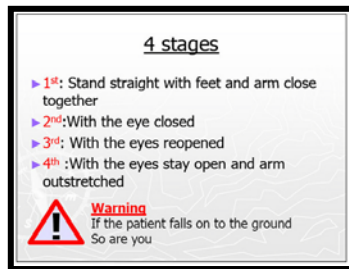 4 stages
►1st: Stand straight with feet and arm close
together
►2nd:With the eye closed
►3rd: With the eyes reopened
►4th :With the eyes stay open and arm
outstretched
Warning
If the patient falls on to the ground
So are you